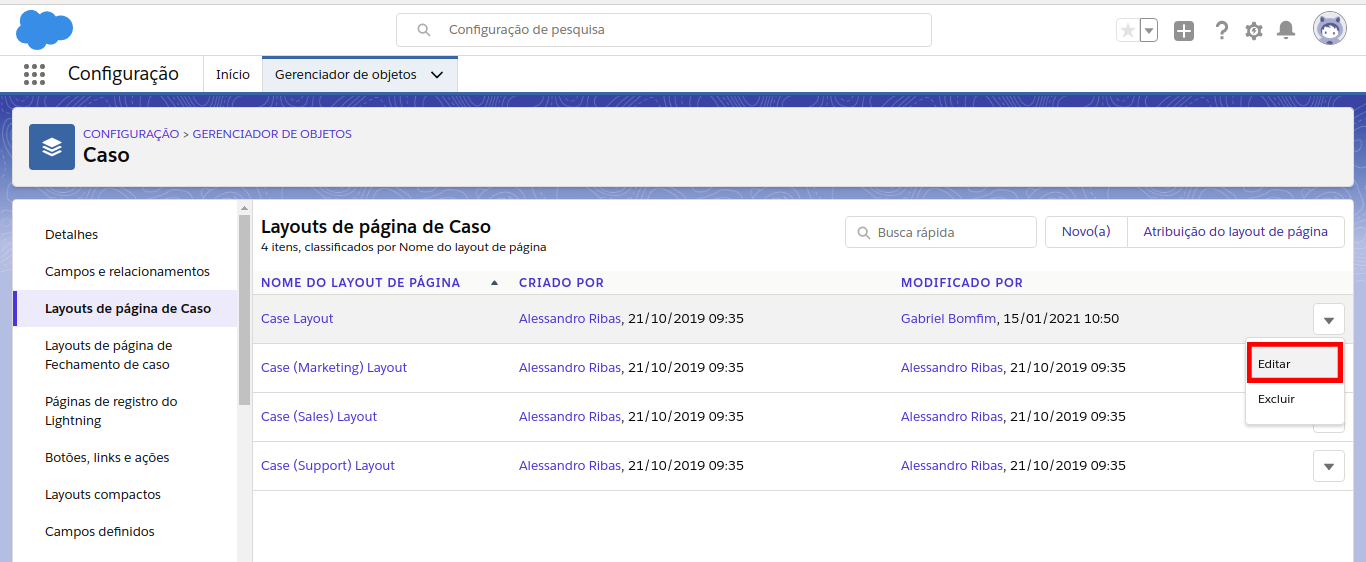 Configuração de pesquisa
Configuração
Início
Gerenciador de objetos
CONFIGURAÇÃO > GERENCIADOR DE OBJETOS
Caso
Detalhes
Campos e relacionamentos
Layouts de página de Caso
Layouts de página de
Fechamento de caso
Páginas de registro do
Lightning
Botões, links e ações
Layouts compactos
Campos definidos
Layouts de página de Caso
4 itens, classificados por Nome do layout de página
Busca rápida
Novo(a)
Atribuição do layout de página
NOME DO LAYOUT DE PÁGINA CRIADO POR MODIFICADO POR
Case Layout Alessandro Ribas, 21/10/2019 09:35 Gabriel Bomfim, 15/01/2021 10:50
Editar
Case (Marketing) Layout Alessandro Ribas, 21/10/2019 09:35 Alessandro Ribas, 21/10/2019 09:35
Excluir
Case (Sales) Layout Alessandro Ribas, 21/10/2019 09:35 Alessandro Ribas, 21/10/2019 09:35
Case (Support) Layout Alessandro Ribas, 21/10/2019 09:35 Alessandro Ribas, 21/10/2019 09:35